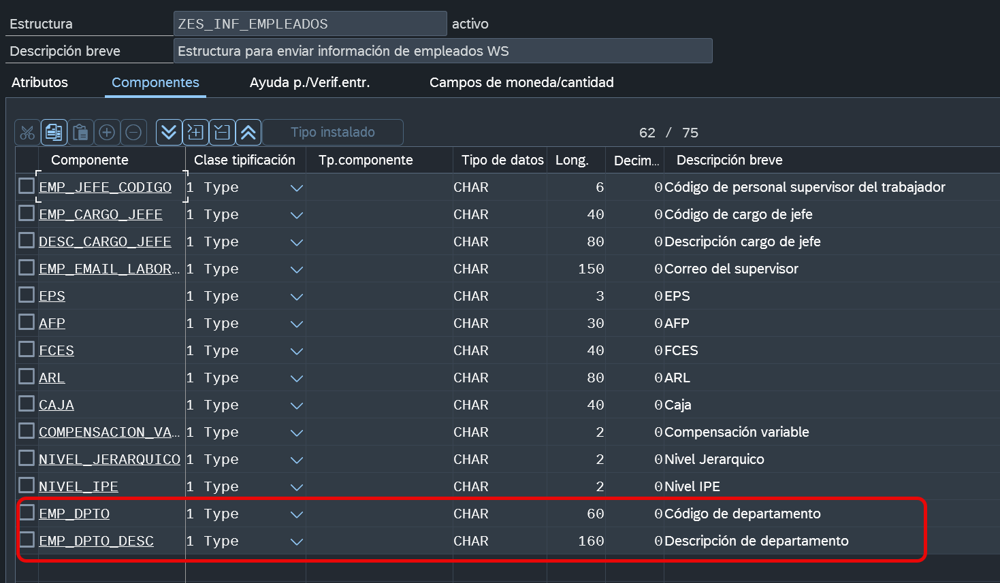 Estructura ZES_INF_EMPLEADOS activo
Descripción breve Estructura para enviar información de empleados WS
Atributos Componentes Ayuda p./Verif.entr. Campos de moneda/cantidad
Tipo instalado 62 / 75
Componente Clase tipificación Tp.componente Tipo de datos Long. Decim... Descripción breve
EMP_JEFE_CODIGO 1 Type CHAR 6 0 Código de personal supervisor del trabajador
EMP_CARGO_JEFE 1 Type CHAR 40 0 Código de cargo de jefe
DESC_CARGO_JEFE 1 Type CHAR 80 0 Descripción cargo de jefe
EMP_EMAIL_LABOR... 1 Type CHAR 150 0 Correo del supervisor
EPS 1 Type CHAR 3 0 EPS
AFP 1 Type CHAR 30 0 AFP
FCES 1 Type CHAR 40 0 FCES
ARL 1 Type CHAR 80 0 ARL
CAJA 1 Type CHAR 40 0 Caja
COMPENSACION_VA... 1 Type CHAR 2 0 Compensación variable
NIVEL_JERARQUICO 1 Type CHAR 2 0 Nivel Jerarquico
NIVEL_IPE 1 Type CHAR 2 0 Nivel IPE
EMP_DPTO 1 Type CHAR 60 0 Código de departamento
EMP_DPTO_DESC 1 Type CHAR 160 0 Descripción de departamento